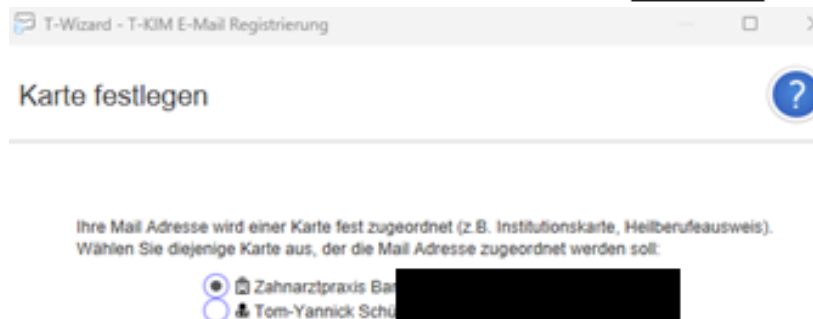 T-Wizard - T-KIM E-Mail Registrierung
Karte festlegen
?
Ihre Mail Adresse wird einer Karte fest zugeordnet (z.B. Institutionskarte, Heilberufeausweis).
Wählen Sie diejenige Karte aus, der die Mail Adresse zugeordnet werden soll:
Zahnarztpraxis Bar
Tom-Yannick Schü